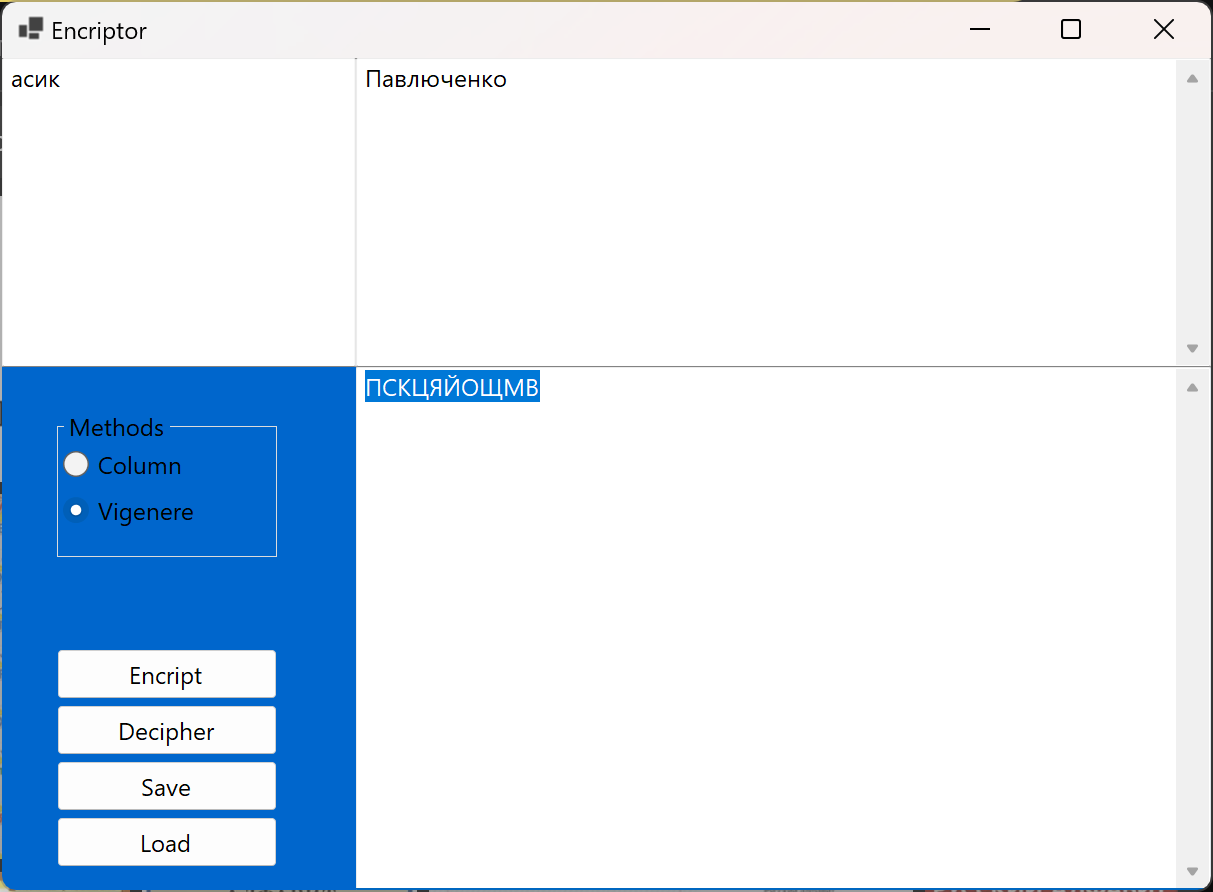 Encriptor
асик
Павлюченко
ПСКЦЯЙОЩМВ
Methods
Column
Vigenere
Encript
Decipher
Save
Load